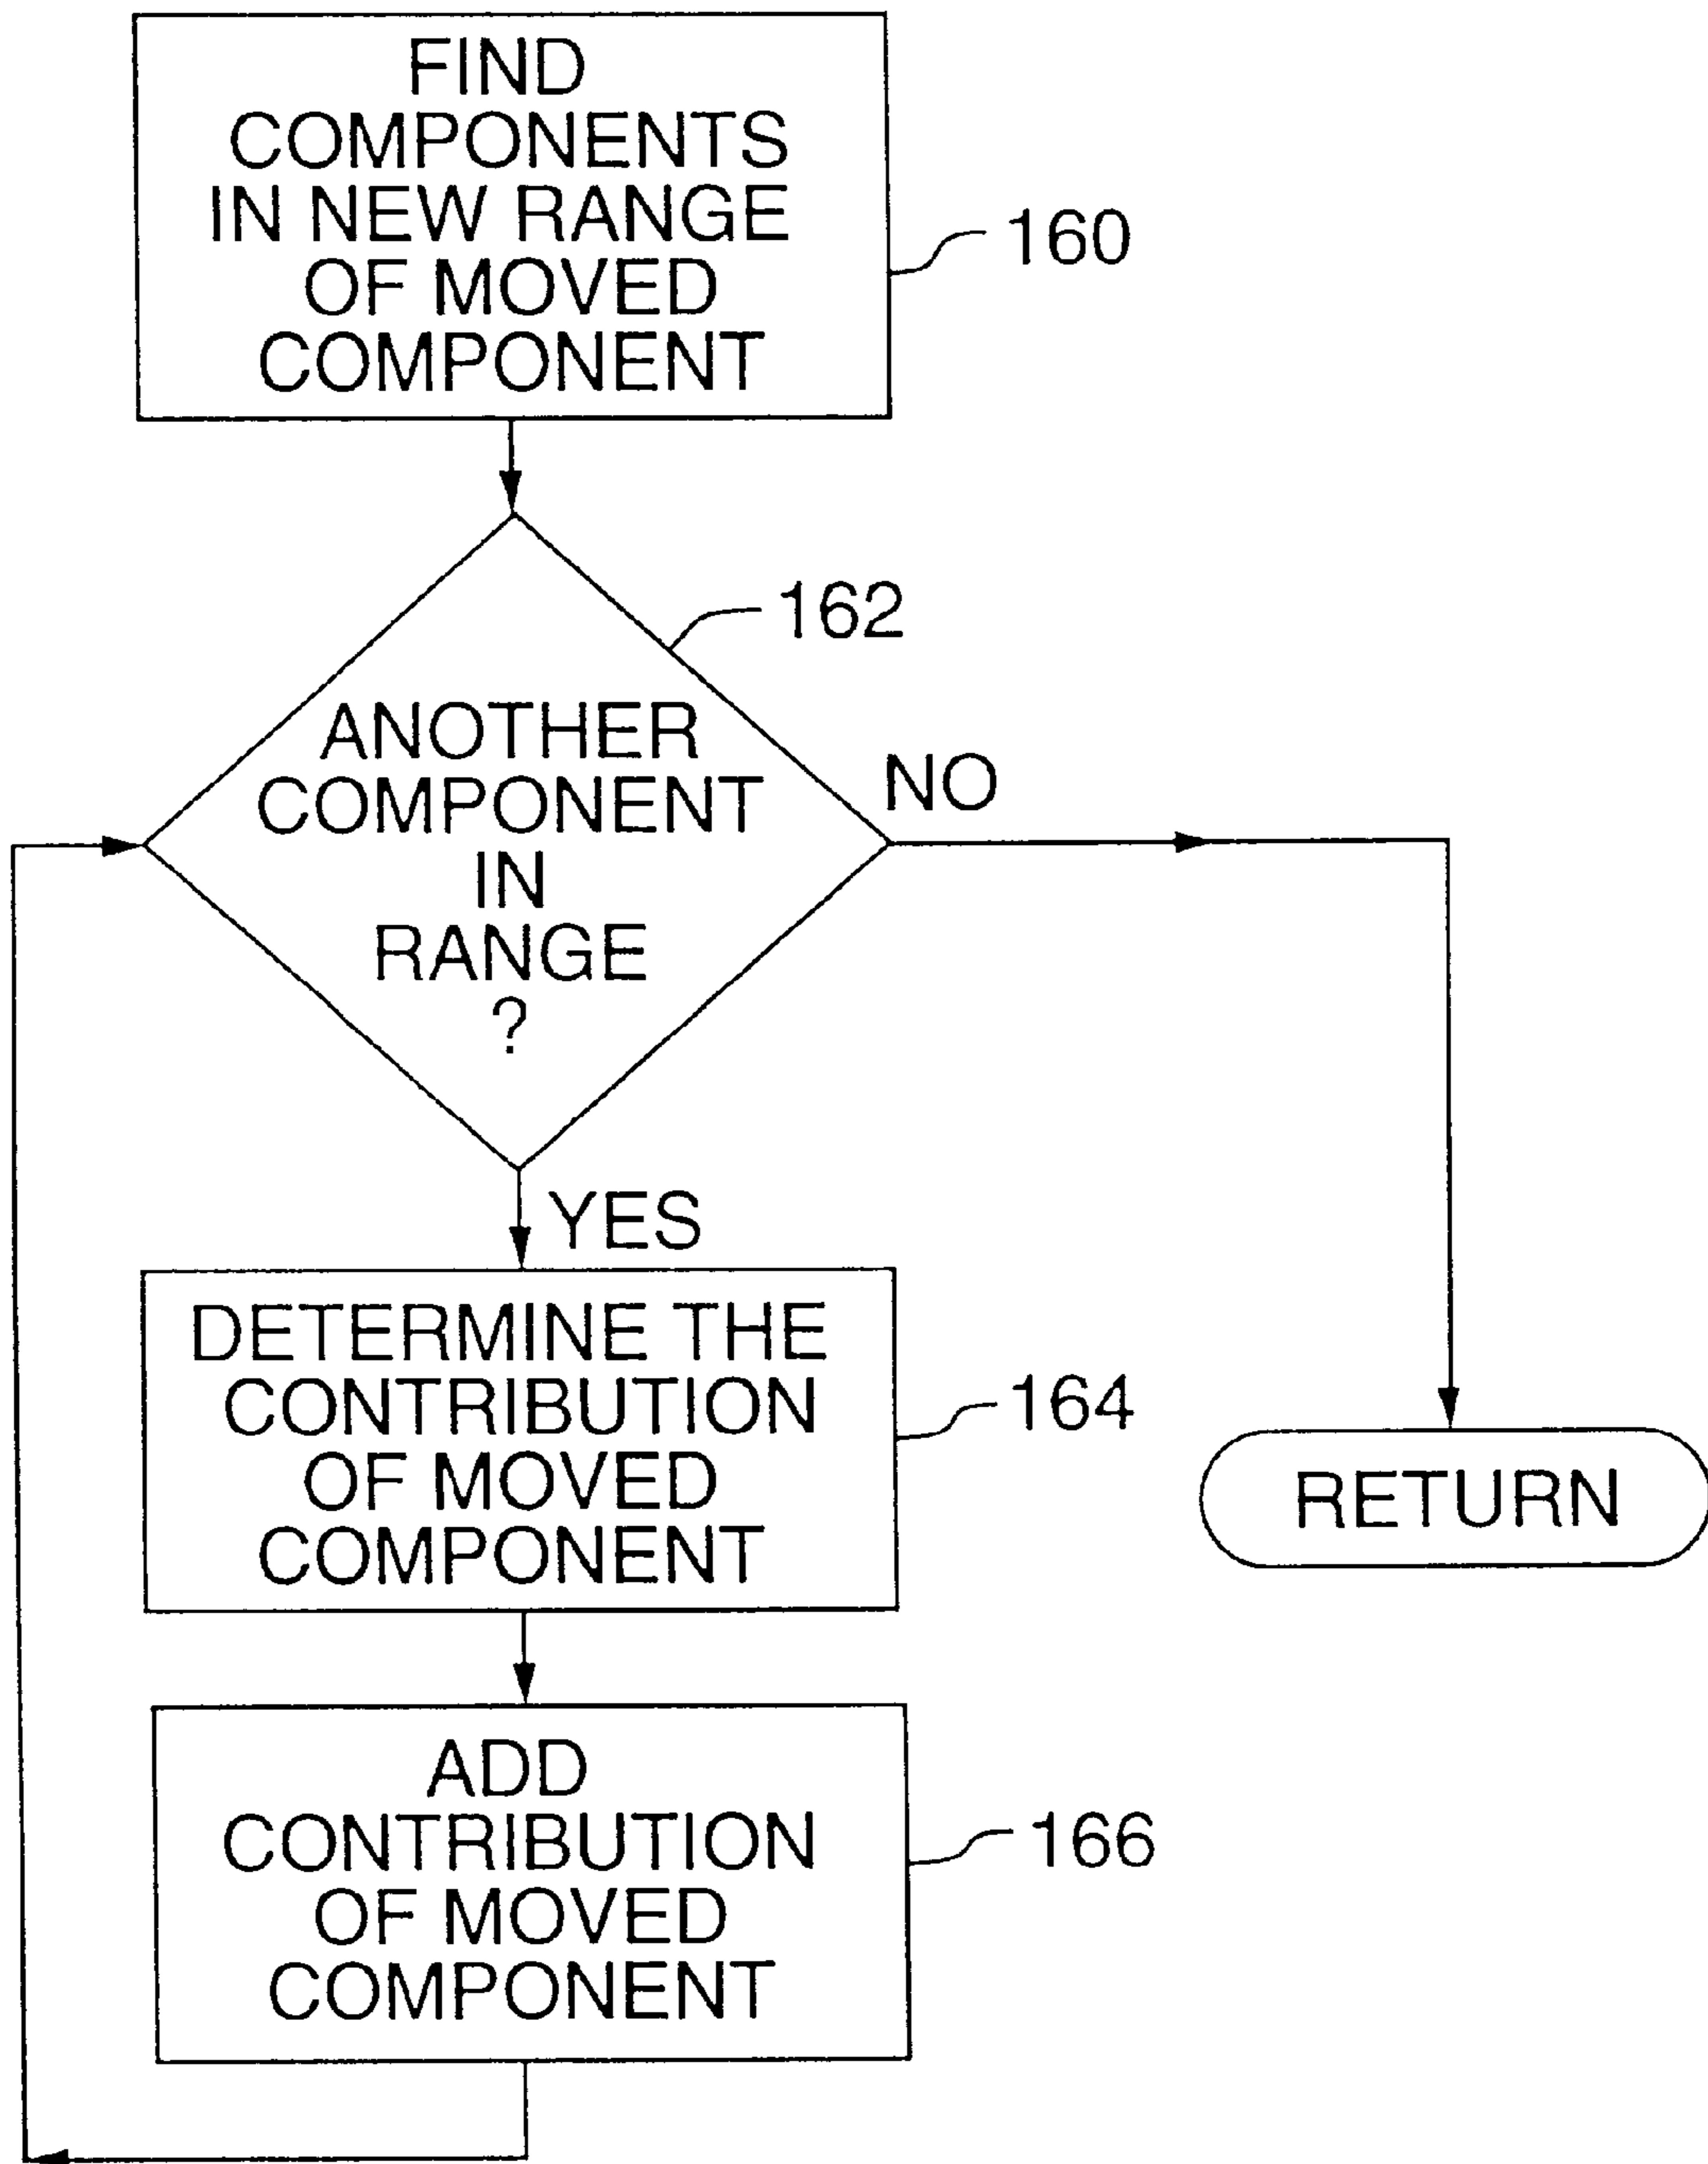 FIND
COMPONENTS
IN NEW RANGE
OF MOVED
COMPONENT
160
162
ANOTHER
COMPONENT
IN
RANGE
?
NO
YES
DETERMINE THE
CONTRIBUTION
OF MOVED
COMPONENT
164
RETURN
ADD
CONTRIBUTION
OF MOVED
COMPONENT
166